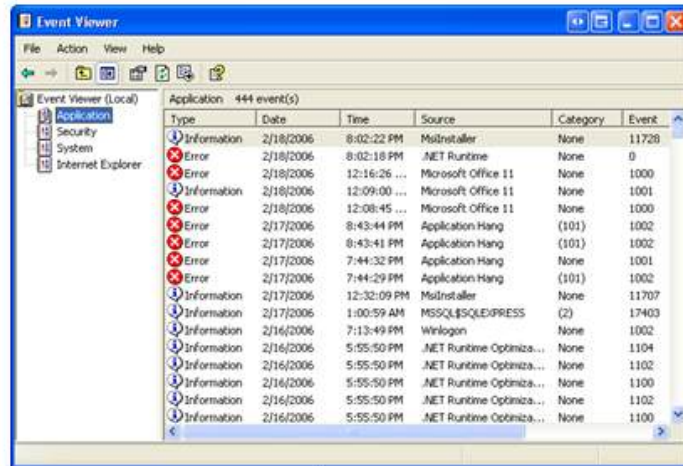 Event Viewer
File Action View Help
Event Viewer (Local)
Application
Security
System
Internet Explorer
Application 444 event(s)
Type Date Time Source Category Event
Information 2/18/2006 8:02:22 PM MsiInstaller None 11728
Error 2/18/2006 8:02:18 PM .NET Runtime None 0
Error 2/18/2006 12:16:26 ... Microsoft Office 11 None 1000
Information 2/18/2006 12:09:00 ... Microsoft Office 11 None 1001
Error 2/18/2006 12:08:45 ... Microsoft Office 11 None 1000
Error 2/17/2006 8:43:44 PM Application Hang (101) 1002
Error 2/17/2006 8:43:41 PM Application Hang (101) 1002
Error 2/17/2006 7:44:32 PM Application Hang None 1001
Error 2/17/2006 7:44:29 PM Application Hang (101) 1002
Information 2/17/2006 12:32:09 PM MsiInstaller None 11707
Information 2/17/2006 1:00:59 AM MSSQL$SQLEXPRESS (2) 17403
Information 2/16/2006 7:13:49 PM Winlogon None 1002
Information 2/16/2006 5:55:50 PM .NET Runtime Optimiza... None 1104
Information 2/16/2006 5:55:50 PM .NET Runtime Optimiza... None 1102
Information 2/16/2006 5:55:50 PM .NET Runtime Optimiza... None 1100
Information 2/16/2006 5:55:50 PM .NET Runtime Optimiza... None 1102
Information 2/16/2006 5:55:50 PM .NET Runtime Optimiza... None 1100